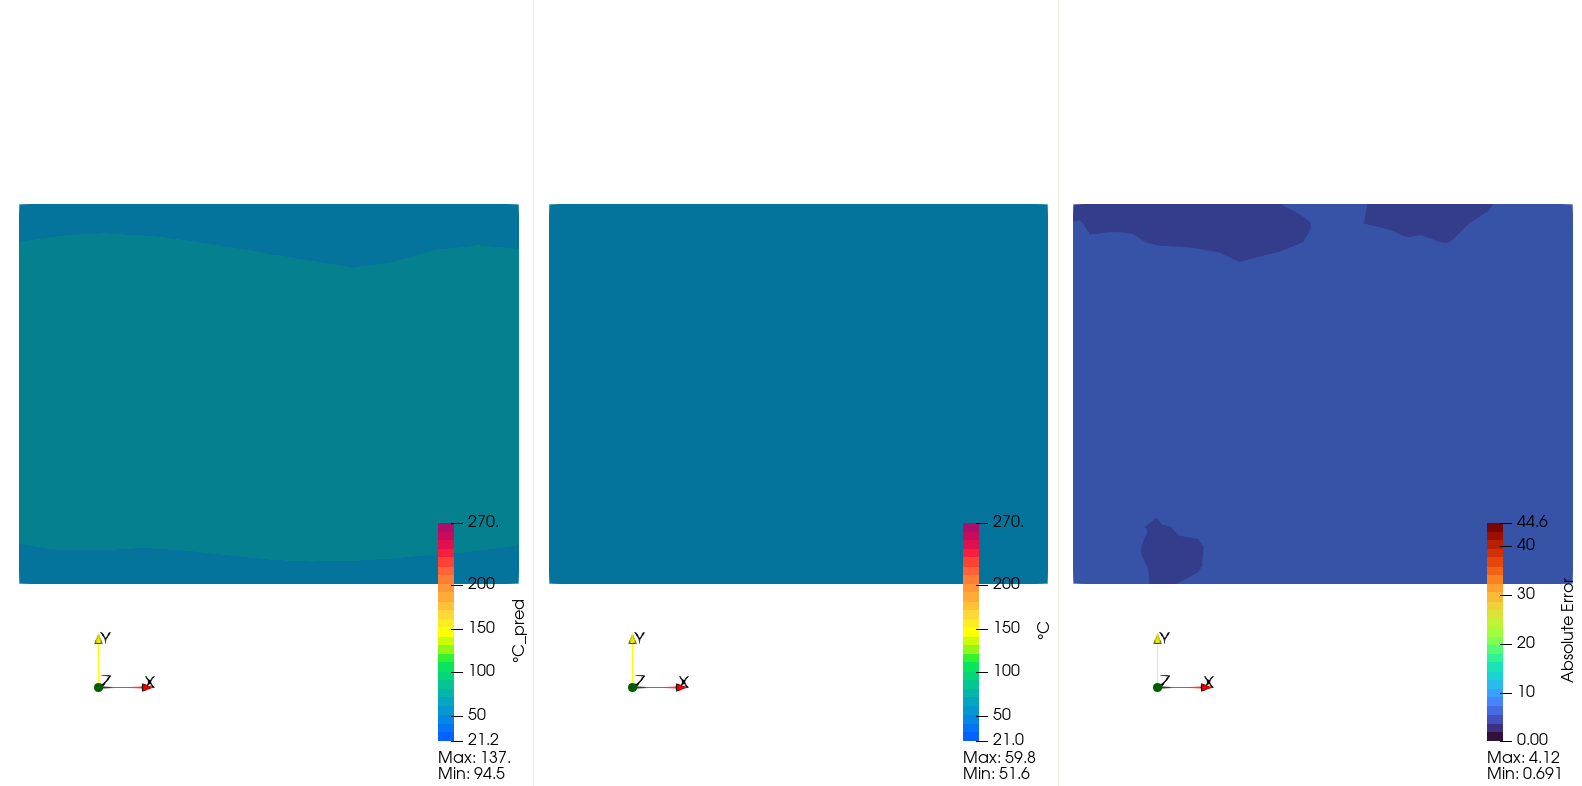 270.
200
150
100
50
21.2
°C_pred
Max: 137.
Min: 94.5
Y
Z
X
270.
200
150
100
50
21.0
°C
Max: 59.8
Min: 51.6
Y
Z
X
44.6
40
30
20
10
0.00
Absolute Error
Max: 4.12
Min: 0.691
Y
Z
X